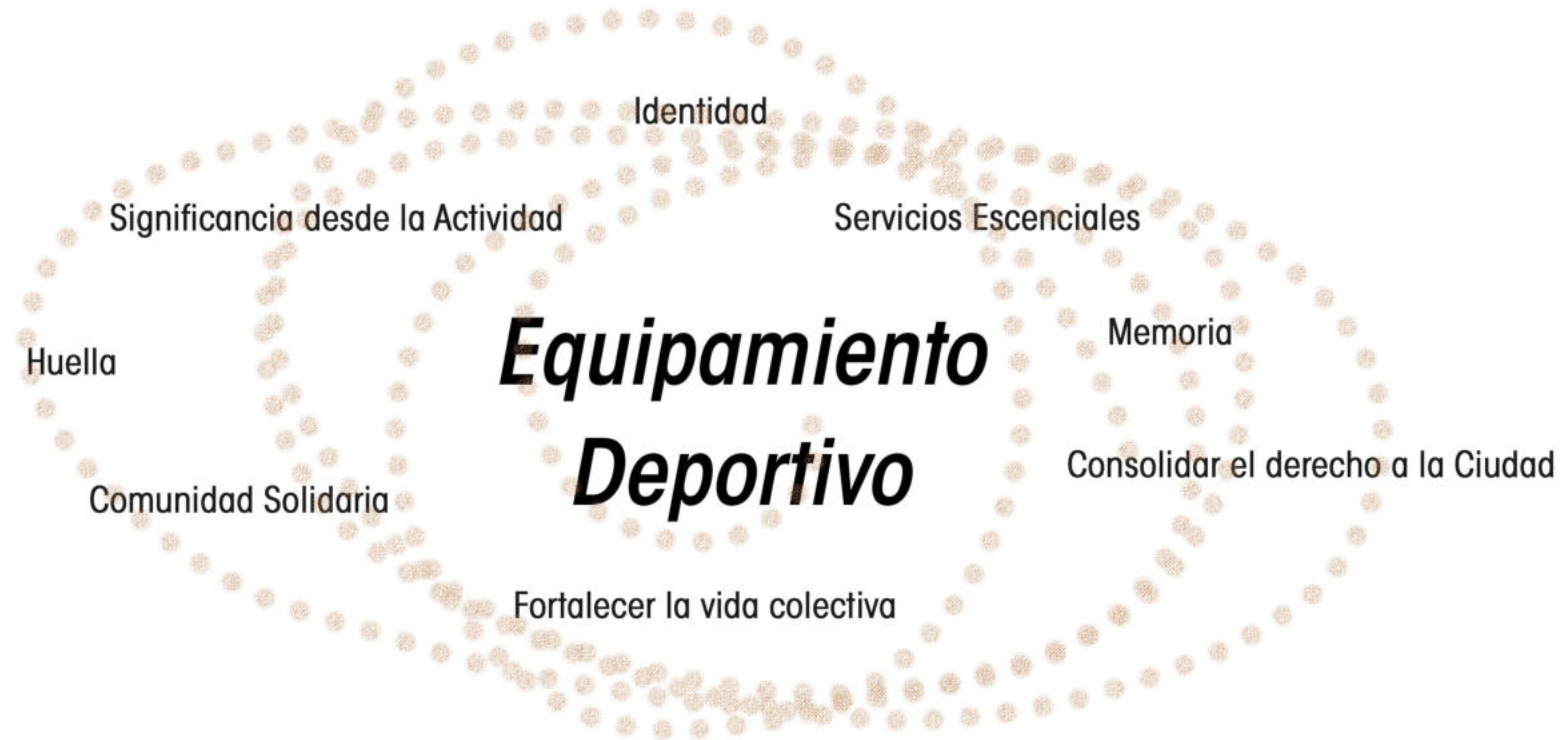 Identidad
Significancia desde la Actividad
Servicios Escenciales
Equipamiento
Deportivo
Memoria
Huella
Consolidar el derecho a la Ciudad
Comunidad Solidaria
Fortalecer la vida colectiva